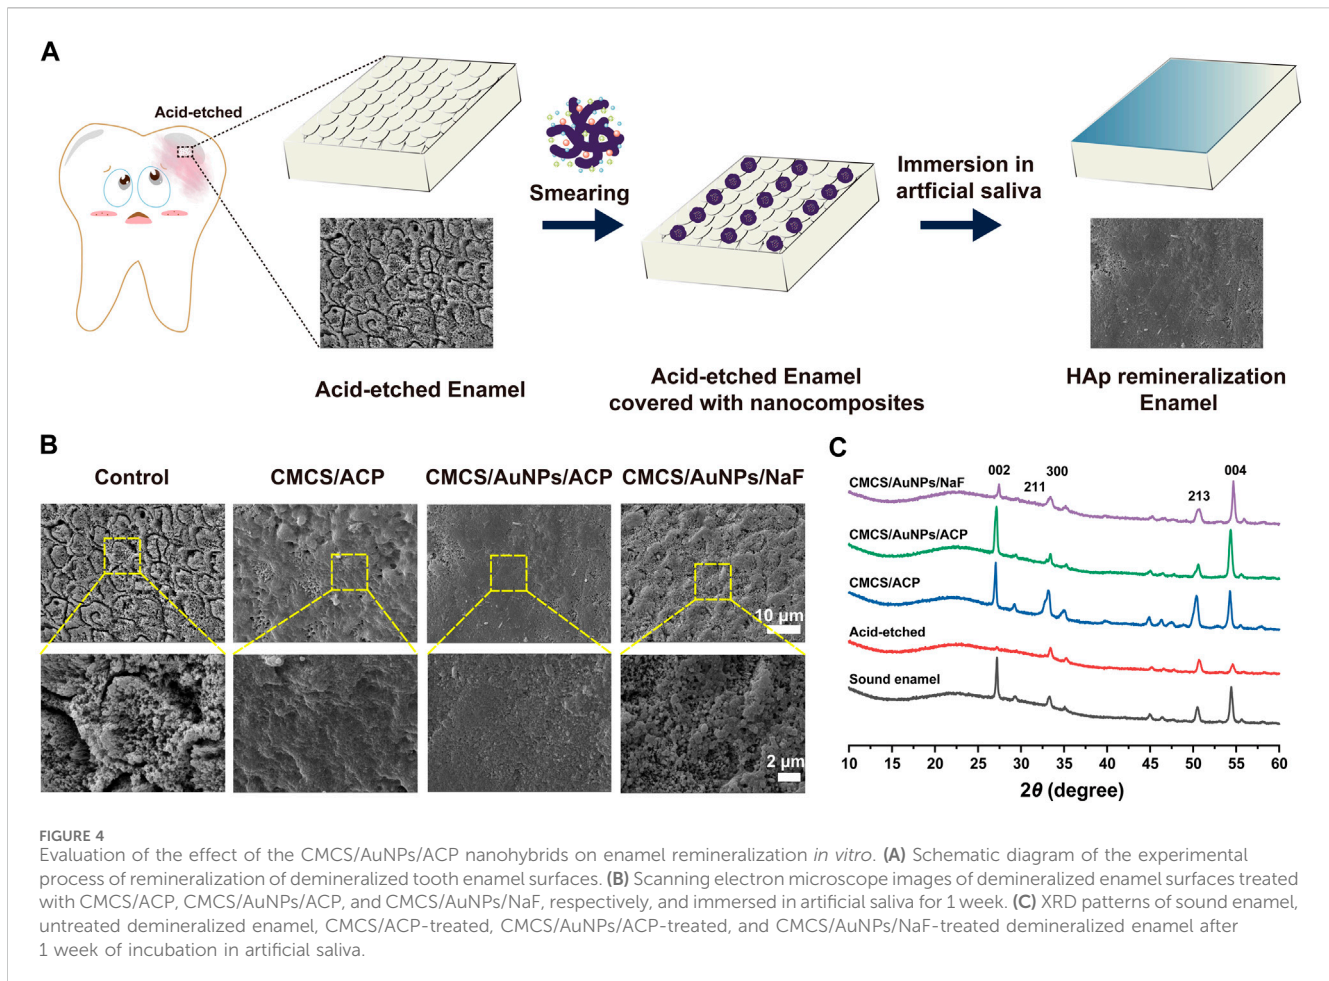 A
Acid-etched
Smearing
Immersion in
artficial saliva
Acid-etched Enamel
Acid-etched Enamel
covered with nanocomposites
HAp remineralization
Enamel
B
Control
CMCS/ACP
CMCS/AuNPs/ACP
CMCS/AuNPs/NaF
10 μm
2 μm
C
002
211
300
213
004
CMCS/AuNPs/NaF
CMCS/AuNPs/ACP
CMCS/ACP
Acid-etched
Sound enamel
10 15 20 25 30 35 40 45 50 55 60
2θ (degree)
FIGURE 4
Evaluation of the effect of the CMCS/AuNPs/ACP nanohybrids on enamel remineralization in vitro. (A) Schematic diagram of the experimental
process of remineralization of demineralized tooth enamel surfaces. (B) Scanning electron microscope images of demineralized enamel surfaces treated
with CMCS/ACP, CMCS/AuNPs/ACP, and CMCS/AuNPs/NaF, respectively, and immersed in artificial saliva for 1 week. (C) XRD patterns of sound enamel,
untreated demineralized enamel, CMCS/ACP-treated, CMCS/AuNPs/ACP-treated, and CMCS/AuNPs/NaF-treated demineralized enamel after
1 week of incubation in artificial saliva.